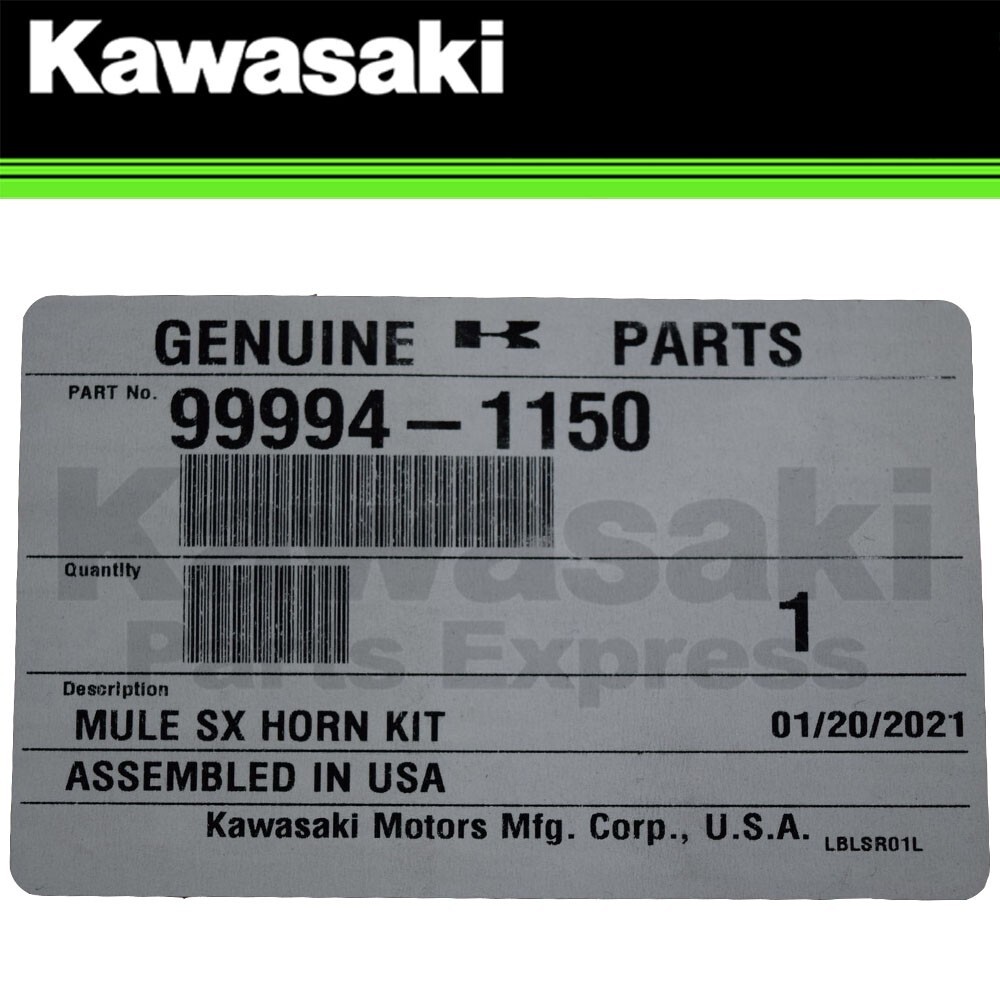 Kawasaki
GENUINE PARTS
PART No. 99994-1150
Quantity
1
Kawasaki
Parts Express
Description
MULE SX HORN KIT 01/20/2021
ASSEMBLED IN USA
Kawasaki Motors Mfg. Corp., U.S.A. LBLSR01L